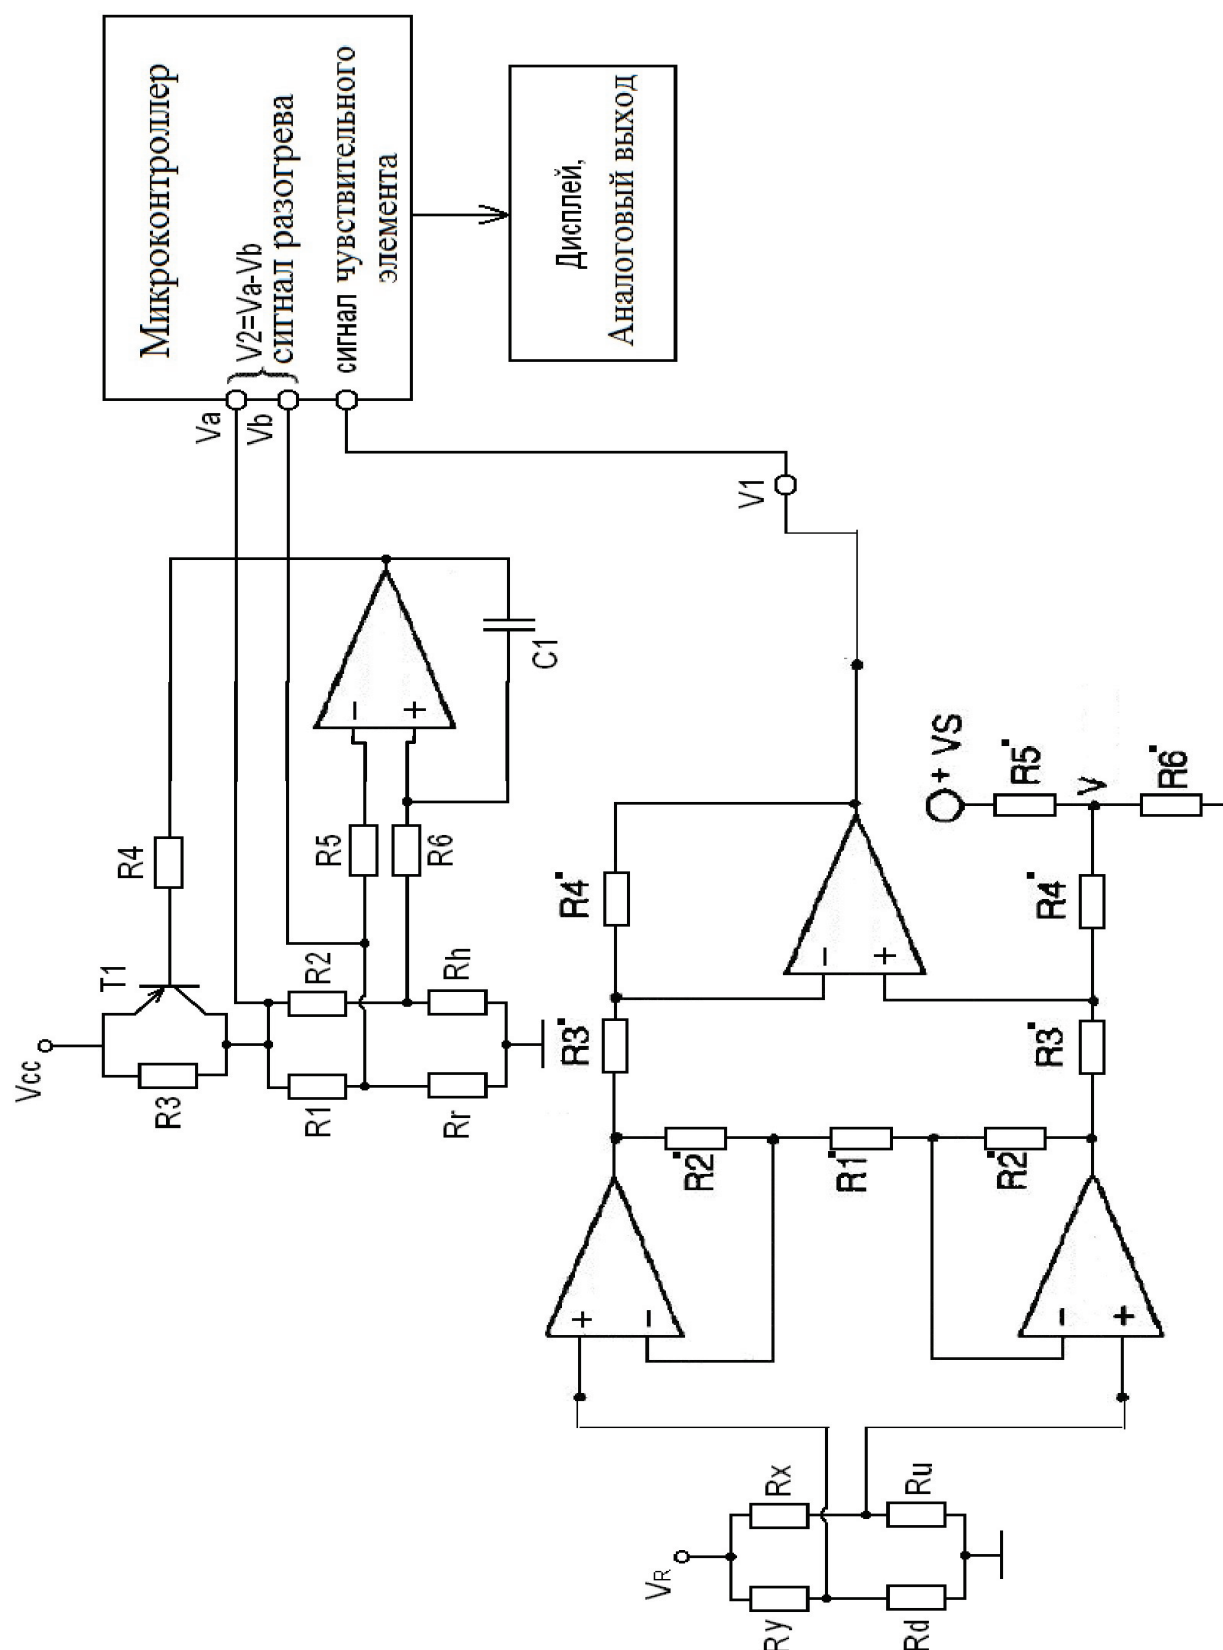 Микроконтроллер
V2=Va-Vb
сигнал разогрева
сигнал чувствительного
элемента
Va
Vb
Дисплей,
Аналоговый выход
V1
Vcc
T1
R3
R4
R1
R2
Rr
Rh
R5
R6
−
+
C1
R3
R4
−
+
+ VS
R5
V
R6
R3
R4
R2
R1
R2
+
−
−
+
VR
Ry
Rx
Rd
Ru